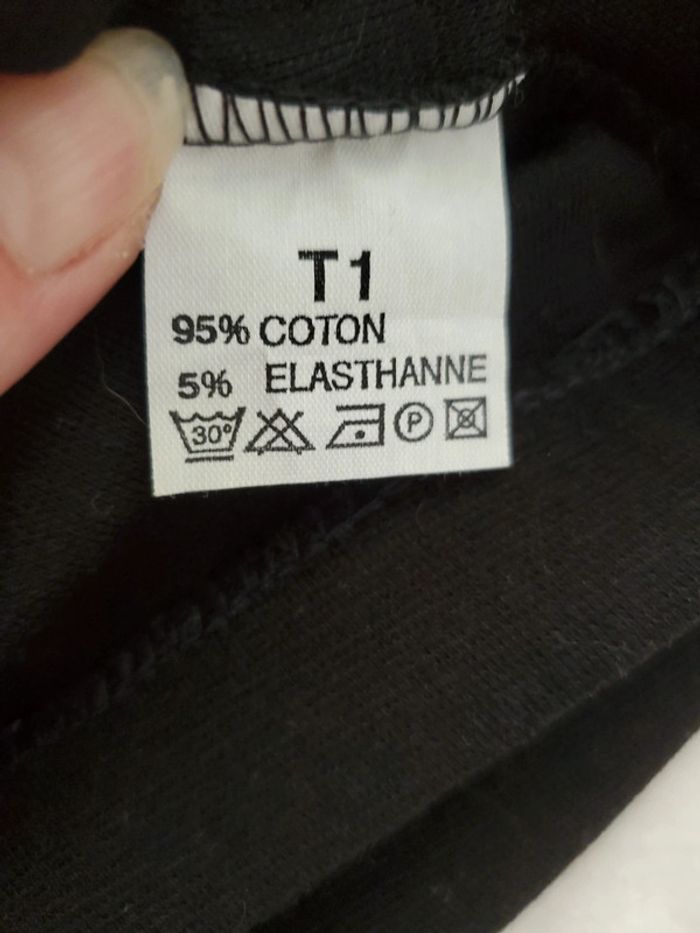 T1
95% COTON
5% ELASTHANNE
30° P